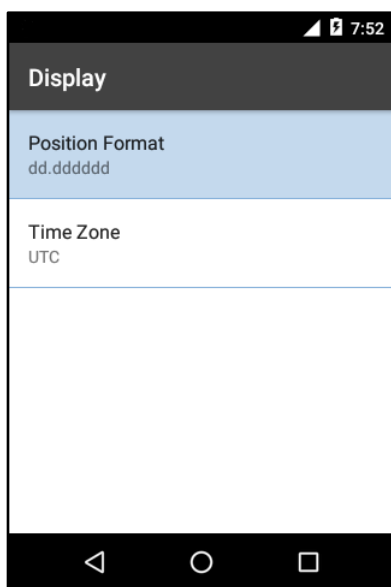 7:52
Display
Position Format
dd.dddddd
Time Zone
UTC